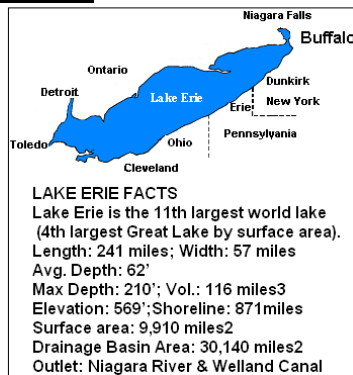 Niagara Falls
Buffalo
Ontario
Detroit
Dunkirk
Lake Erie
Erie
New York
Toledo
Ohio
Pennsylvania
Cleveland
LAKE ERIE FACTS
Lake Erie is the 11th largest world lake
(4th largest Great Lake by surface area).
Length: 241 miles; Width: 57 miles
Avg. Depth: 62'
Max Depth: 210'; Vol.: 116 miles3
Elevation: 569';Shoreline: 871miles
Surface area: 9,910 miles2
Drainage Basin Area: 30,140 miles2
Outlet: Niagara River & Welland Canal